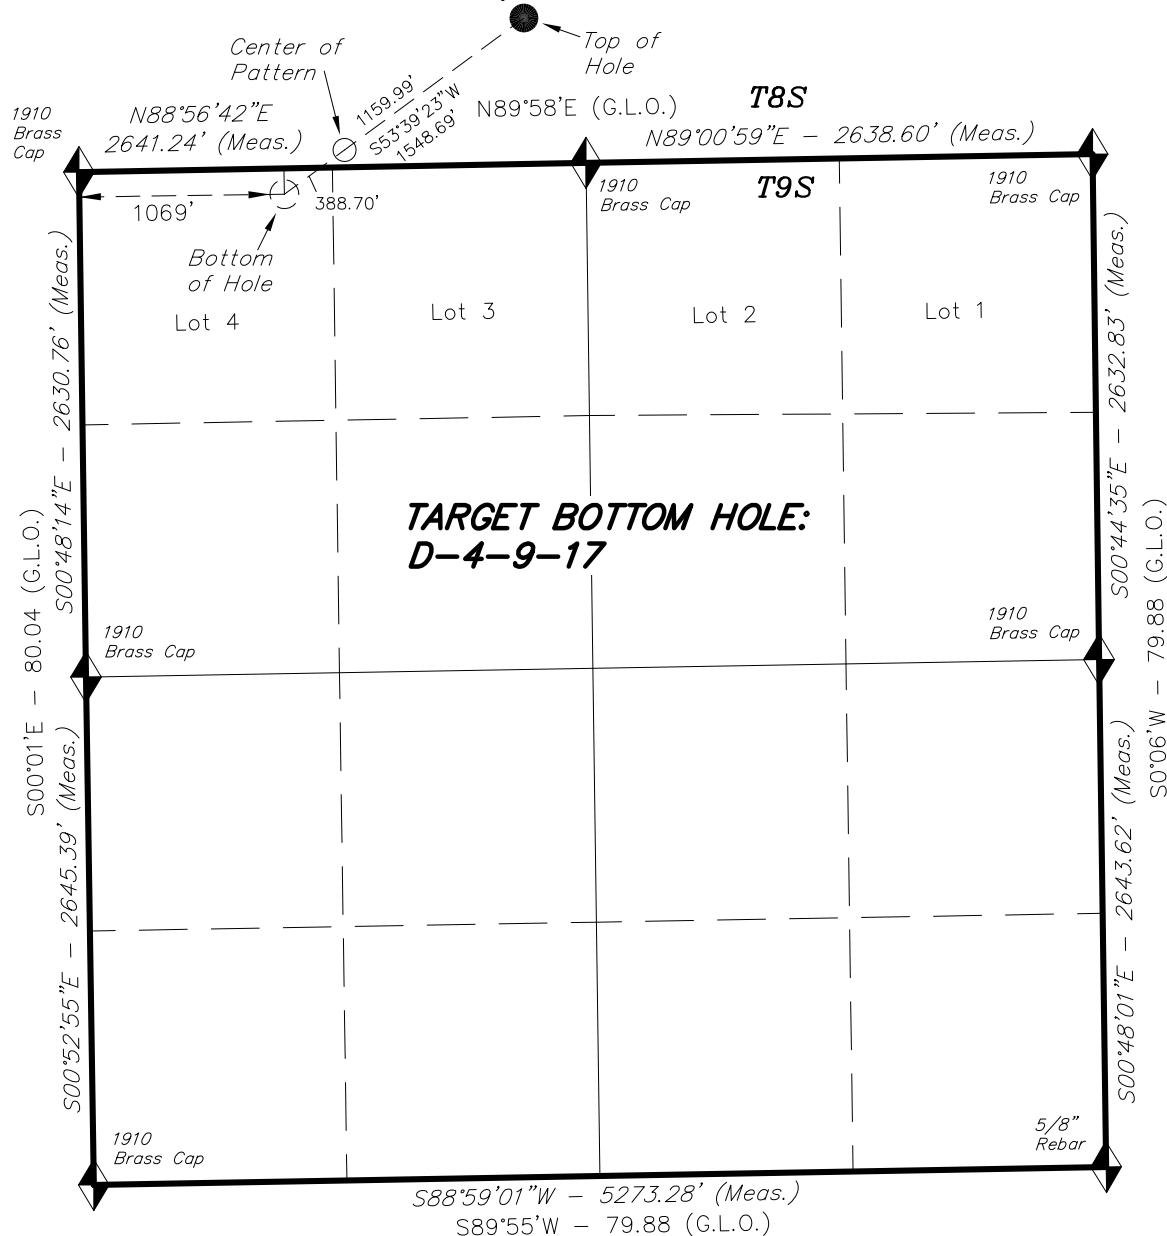 Center of
Pattern
Top of
Hole
1910
Brass
Cap
N88°56'42"E
2641.24' (Meas.)
1159.99'
S53°39'23"W
1548.69'
N89°58'E (G.L.O.)
T8S
N89°00'59"E – 2638.60' (Meas.)
1069'
388.70'
1910
Brass Cap
T9S
1910
Brass Cap
Bottom
of Hole
Lot 4
Lot 3
Lot 2
Lot 1
S00°48'14"E – 2630.76' (Meas.)
S00°44'35"E – 2632.83' (Meas.)
TARGET BOTTOM HOLE:
D–4–9–17
S00°01'E – 80.04 (G.L.O.)
S0°06'W – 79.88 (G.L.O.)
1910
Brass Cap
1910
Brass Cap
S00°52'55"E – 2645.39' (Meas.)
S00°48'01"E – 2643.62' (Meas.)
1910
Brass Cap
5/8"
Rebar
S88°59'01"W – 5273.28' (Meas.)
S89°55'W – 79.88 (G.L.O.)